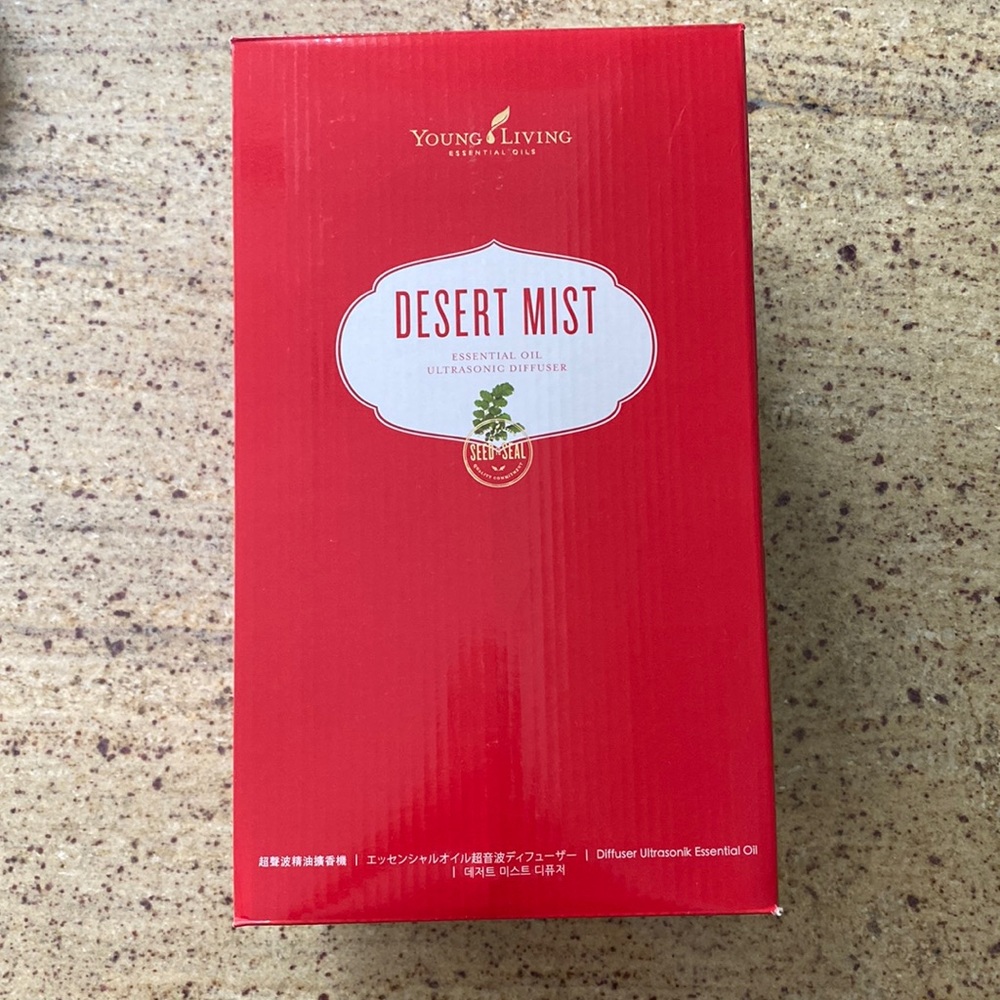 YOUNG LIVING
ESSENTIAL OILS
DESERT MIST
ESSENTIAL OIL
ULTRASONIC DIFFUSER
SEED TO SEAL
QUALITY COMMITMENT
超聲波精油擴香機 | エッセンシャルオイル超音波ディフューザー | Diffuser Ultrasonik Essential Oil
| 데저트 미스트 디퓨저